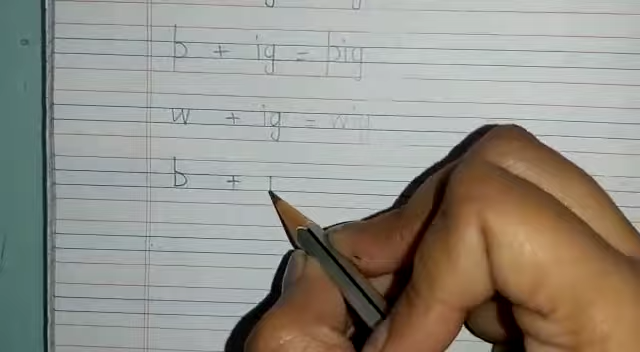 b + ig = big
w + ig = wig
b + i